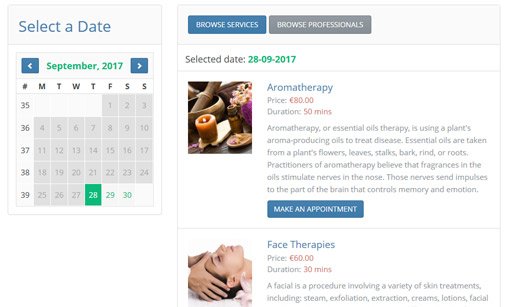 Select a Date
September, 2017
# M T W T F S S
35 1 2 3
36 4 5 6 7 8 9 10
37 11 12 13 14 15 16 17
38 18 19 20 21 22 23 24
39 25 26 27 28 29 30
BROWSE SERVICES BROWSE PROFESSIONALS
Selected date: 28-09-2017
Aromatherapy
Price: €80.00
Duration: 50 mins
Aromatherapy, or essential oils therapy, is using a plant's
aroma-producing oils to treat disease. Essential oils are taken
from a plant's flowers, leaves, stalks, bark, rind, or roots.
Practitioners of aromatherapy believe that fragrances in the
oils stimulate nerves in the nose. Those nerves send impulses
to the part of the brain that controls memory and emotion.
MAKE AN APPOINTMENT
Face Therapies
Price: €60.00
Duration: 30 mins
A facial is a procedure involving a variety of skin treatments,
including: steam, exfoliation, extraction, creams, lotions, facial